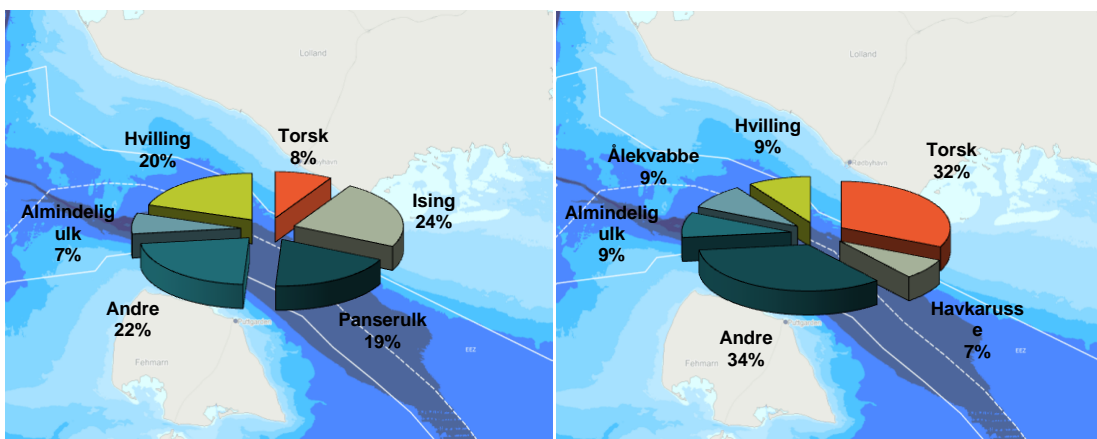 Lolland
Hvilling
20%
Torsk
8%
Ising
24%
Almindelig
ulk
7%
Andre
22%
Panserulk
19%
Fehmarn
EEZ
Lolland
Hvilling
9%
Ålekvabbe
9%
Torsk
32%
Almindelig
ulk
9%
Havkaruss
e
7%
Andre
34%
Fehmarn
EEZ